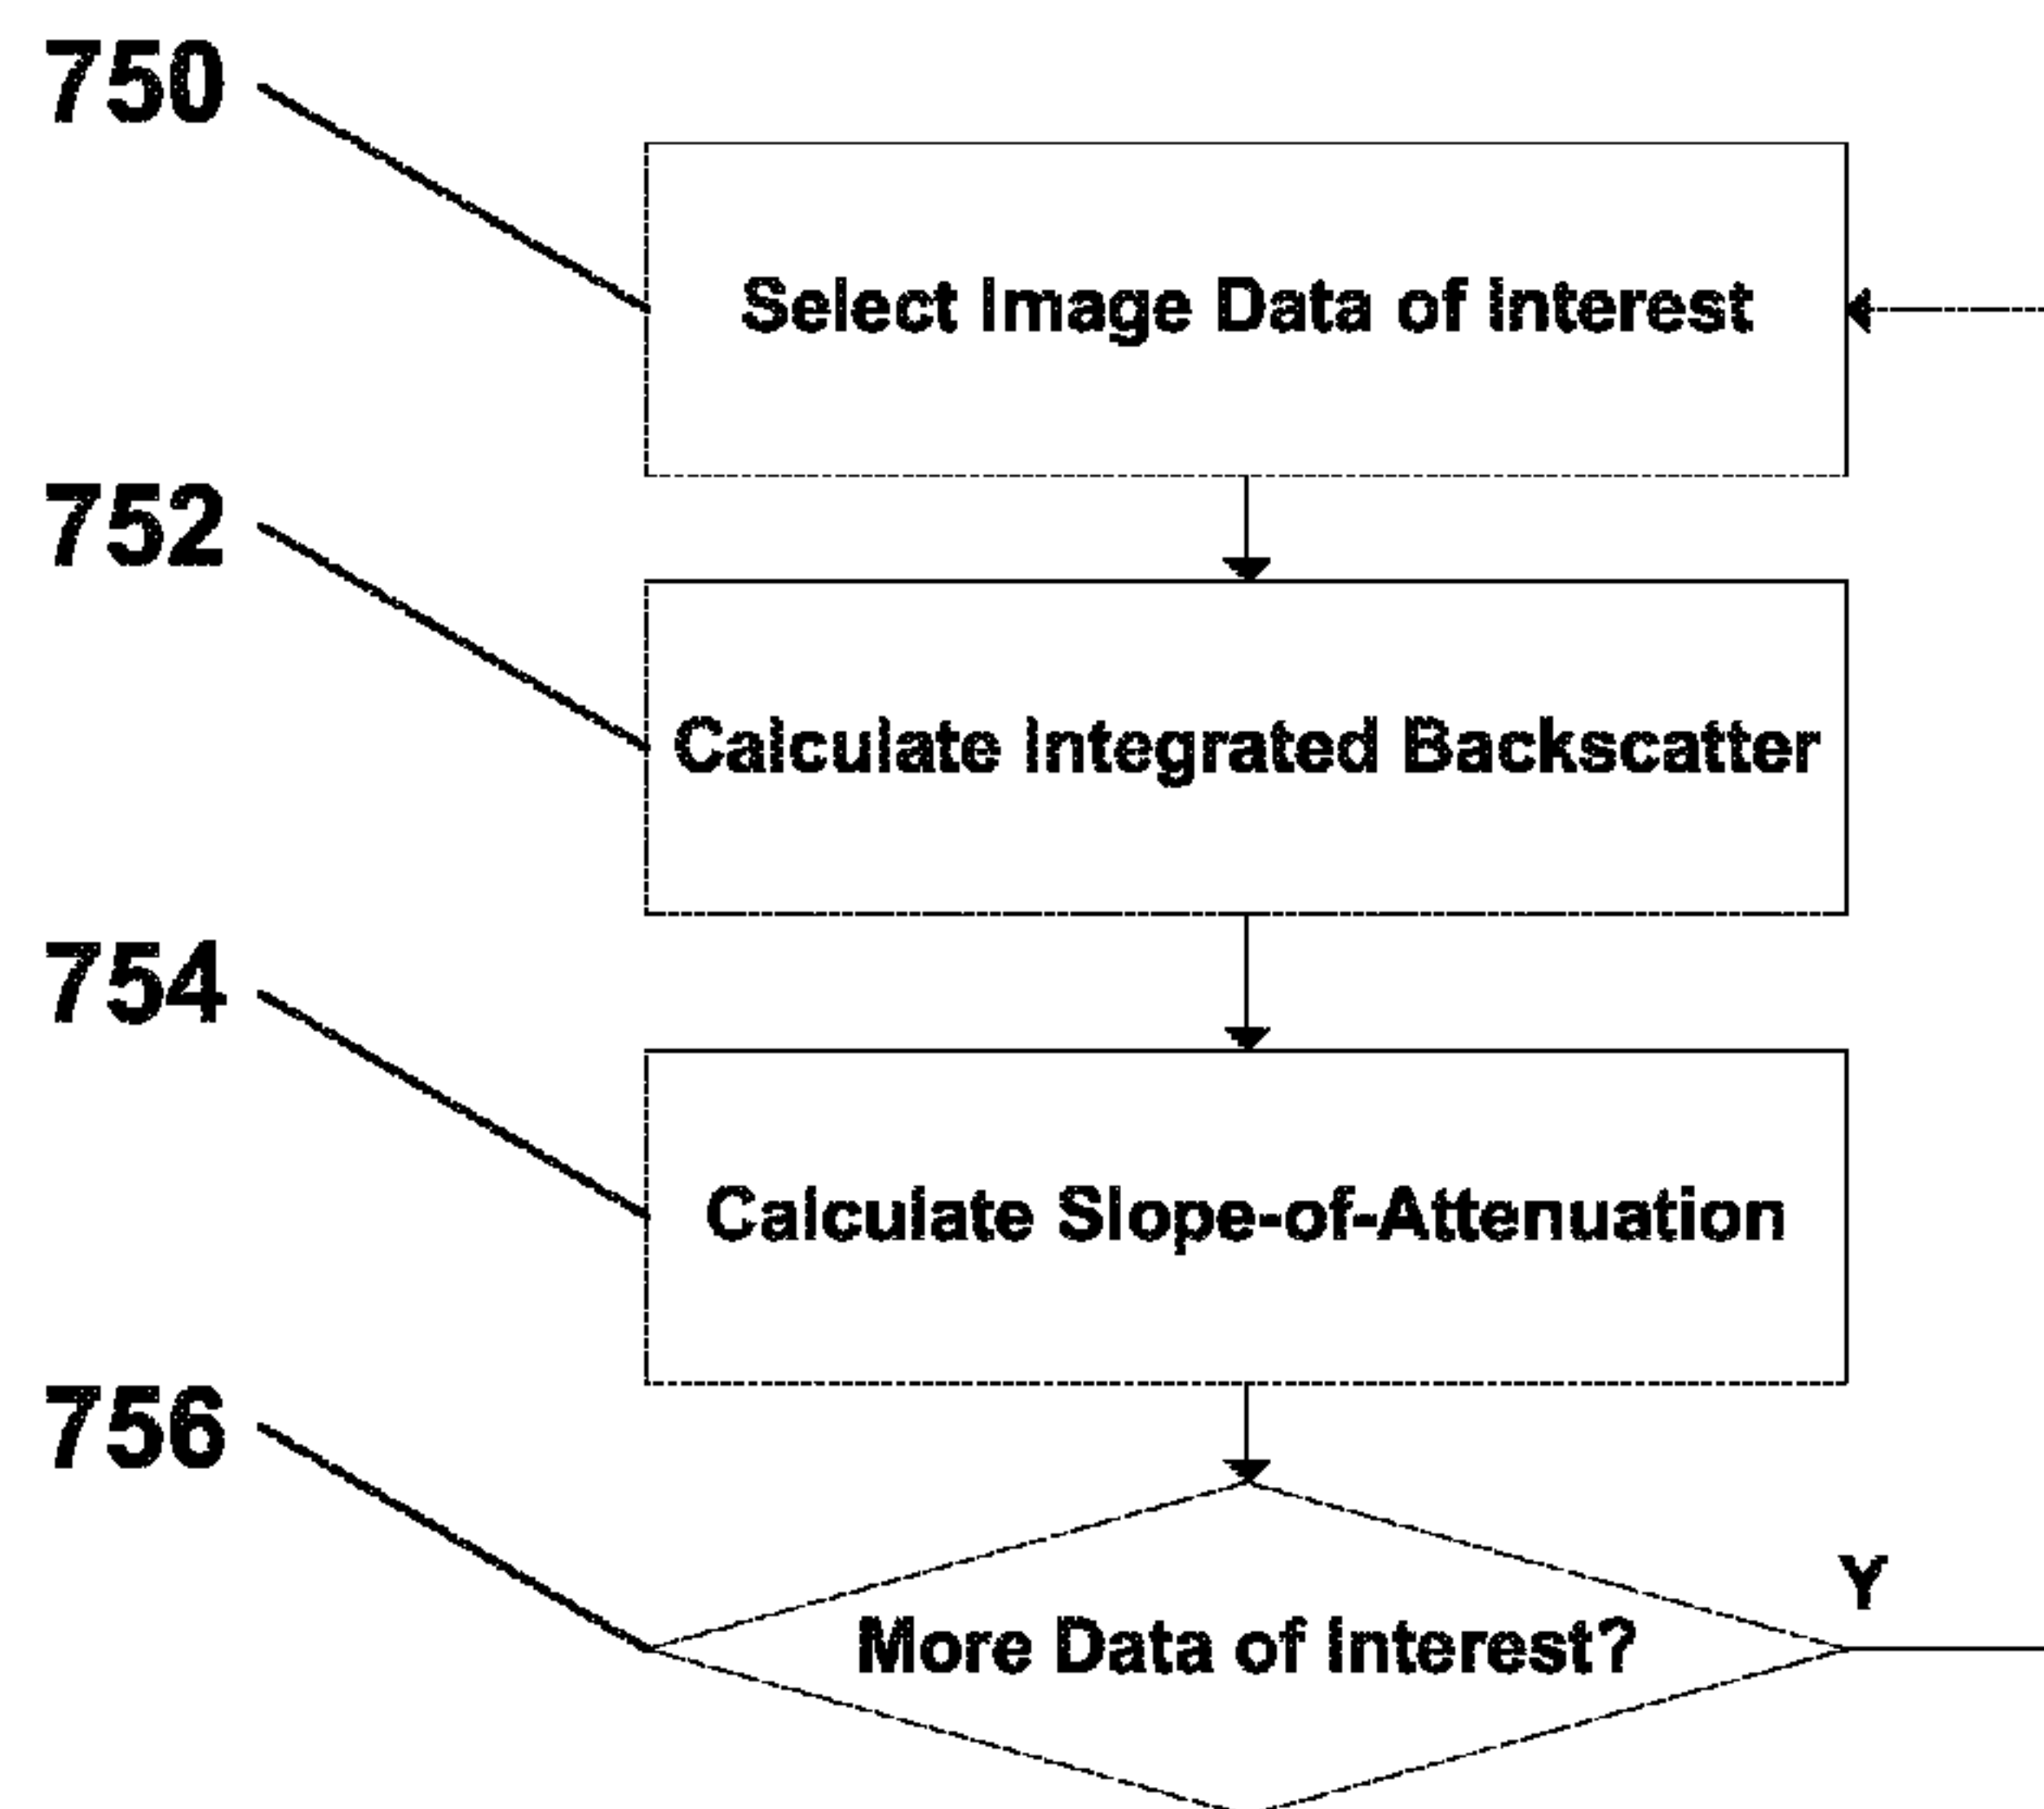 750
Select Image Data of Interest
752
Calculate Integrated Backscatter
754
Calculate Slope-of-Attenuation
756
Y
More Data of Interest?